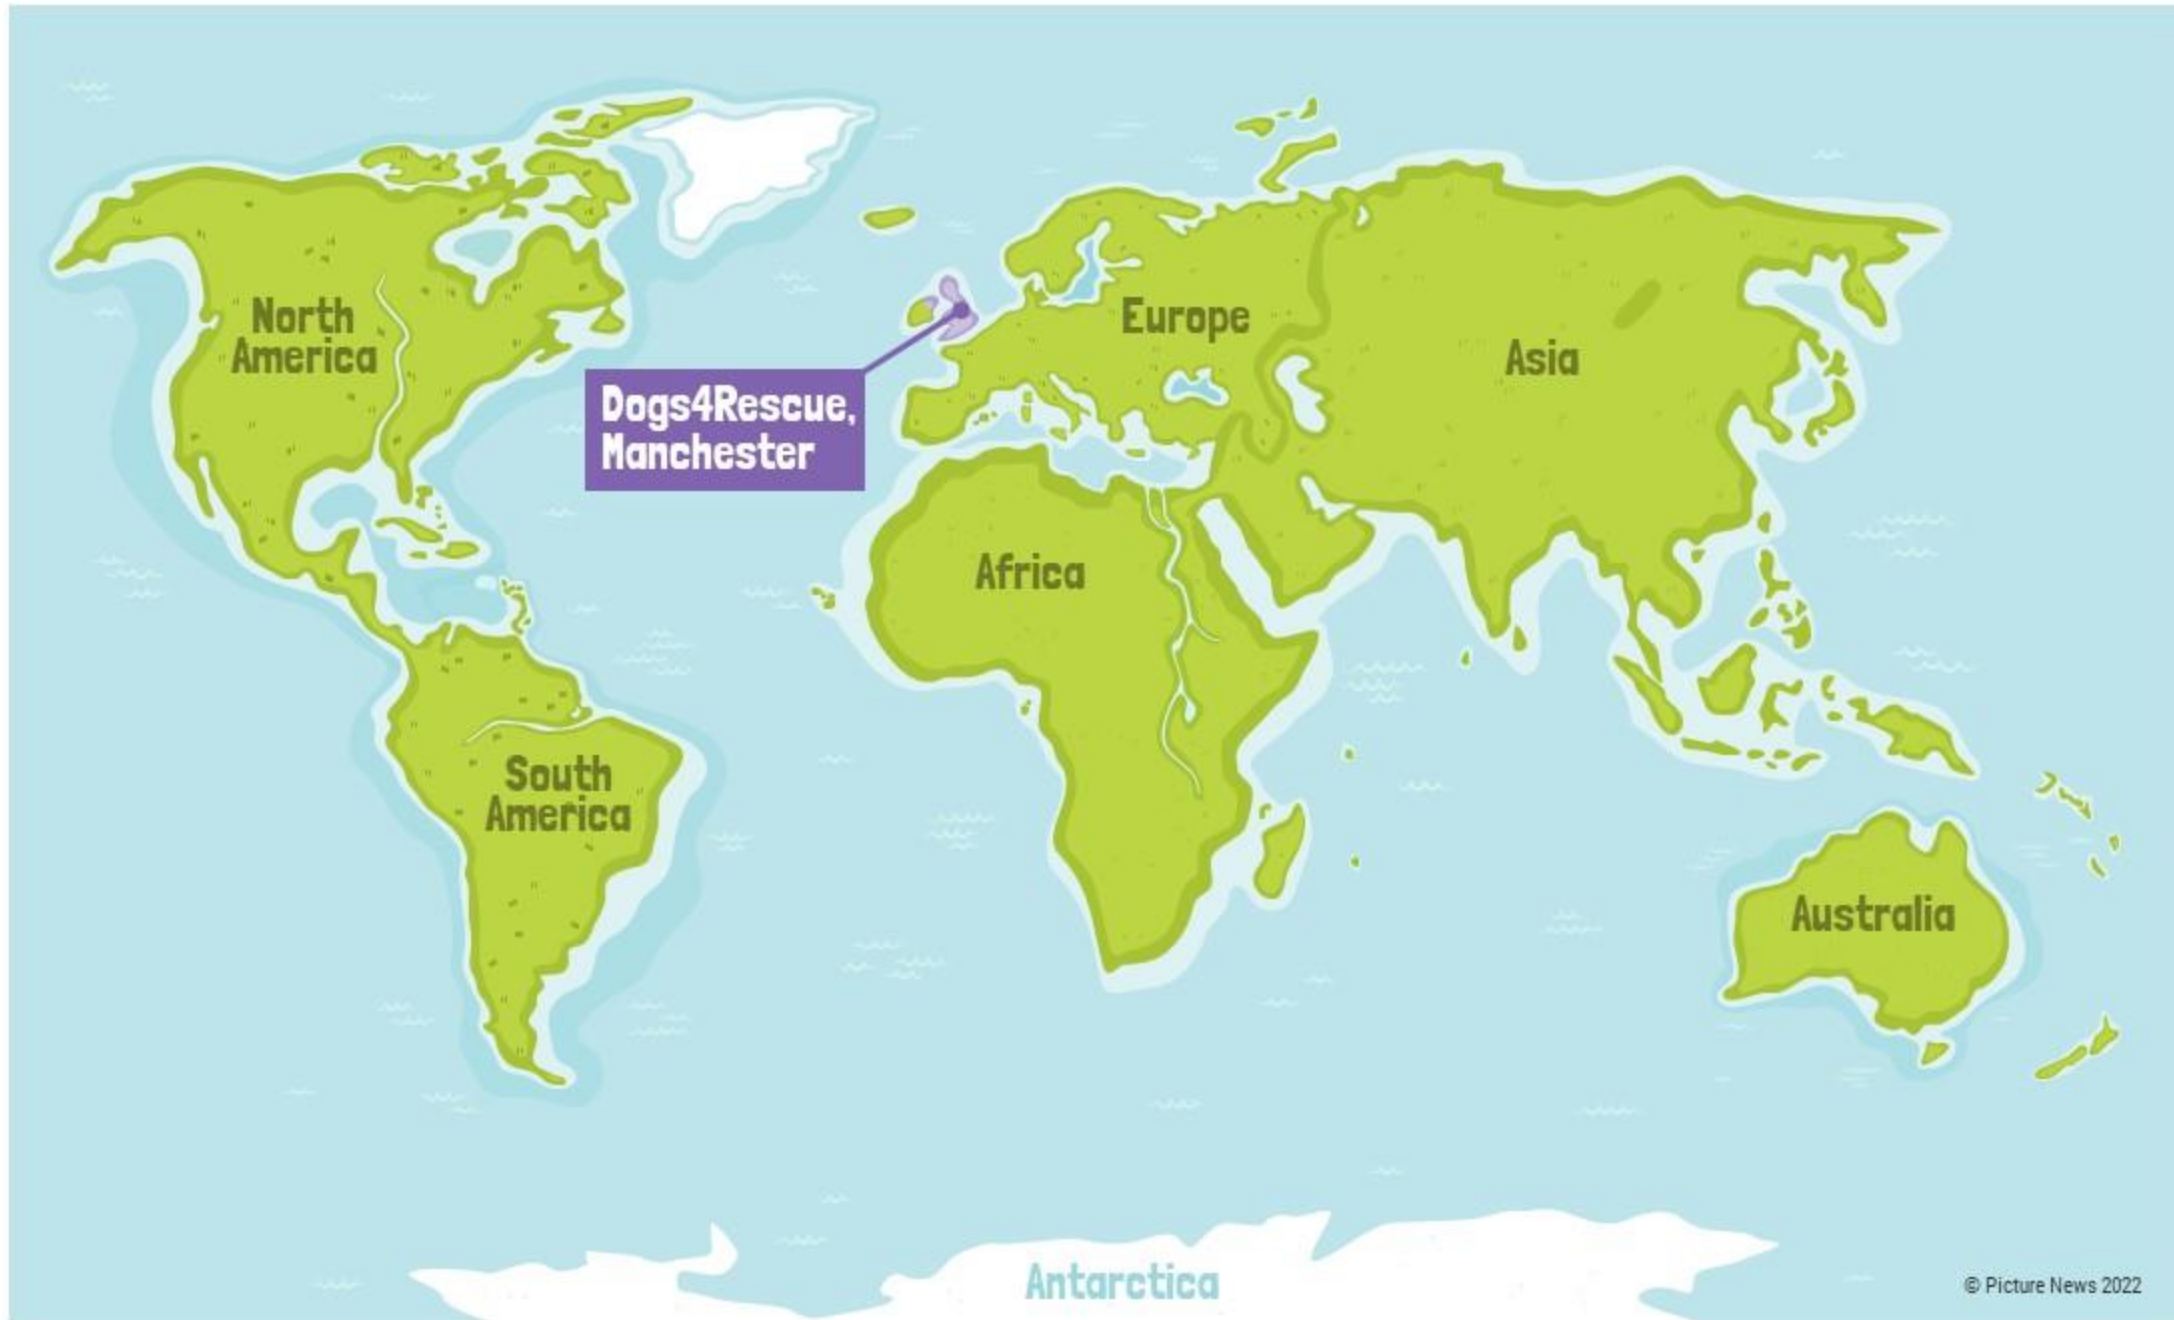 North
America
Europe
Asia
Dogs4Rescue,
Manchester
Africa
South
America
Australia
Antarctica
© Picture News 2022